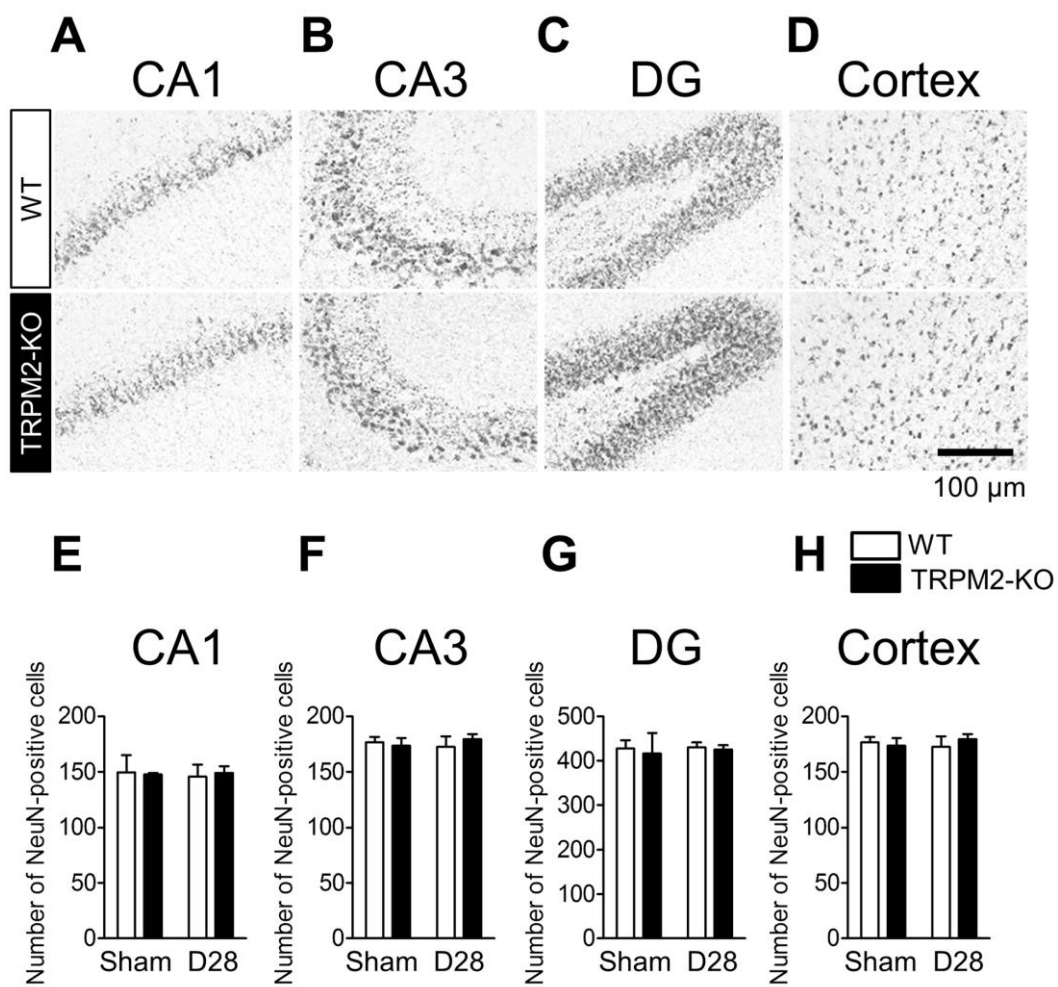 A
B
C
D
CA1
CA3
DG
Cortex
WT
TRPM2-KO
100 µm
E
F
G
H
WT
TRPM2-KO
CA1
CA3
DG
Cortex
Number of NeuN-positive cells
200
150
100
50
0
Sham D28
Number of NeuN-positive cells
200
150
100
50
0
Sham D28
Number of NeuN-positive cells
500
400
300
200
100
0
Sham D28
Number of NeuN-positive cells
200
150
100
50
0
Sham D28